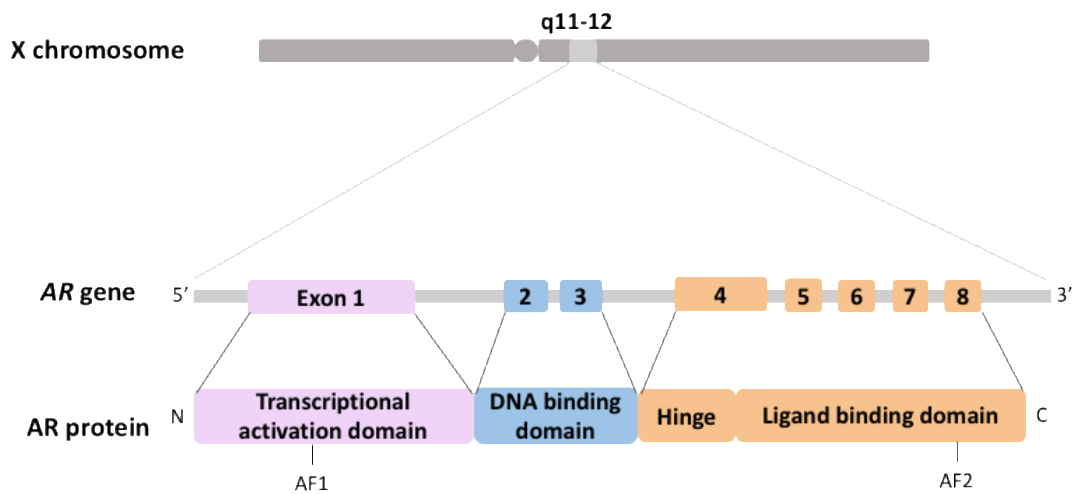 q11-12
X chromosome
AR gene
5’
Exon 1
2
3
4
5
6
7
8
3’
AR protein
N
Transcriptional
activation domain
DNA binding
domain
Hinge
Ligand binding domain
C
AF1
AF2